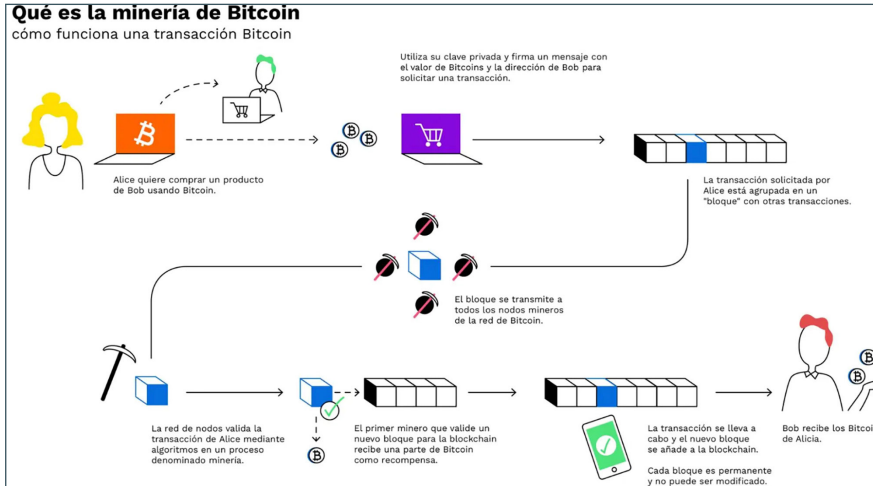 Qué es la minería de Bitcoin
cómo funciona una transacción Bitcoin
Utiliza su clave privada y firma un mensaje con
el valor de Bitcoins y la dirección de Bob para
solicitar una transacción.
Alice quiere comprar un producto
de Bob usando Bitcoin.
La transacción solicitada por
Alice está agrupada en un
"bloque" con otras transacciones.
El bloque se transmite a
todos los nodos mineros
de la red de Bitcoin.
La red de nodos valida la
transacción de Alice mediante
algoritmos en un proceso
denominado minería.
El primer minero que valide un
nuevo bloque para la blockchain
recibe una parte de Bitcoin
como recompensa.
La transacción se lleva a
cabo y el nuevo bloque
se añade a la blockchain.
Cada bloque es permanente
y no puede ser modificado.
Bob recibe los Bitcoi
de Alicia.